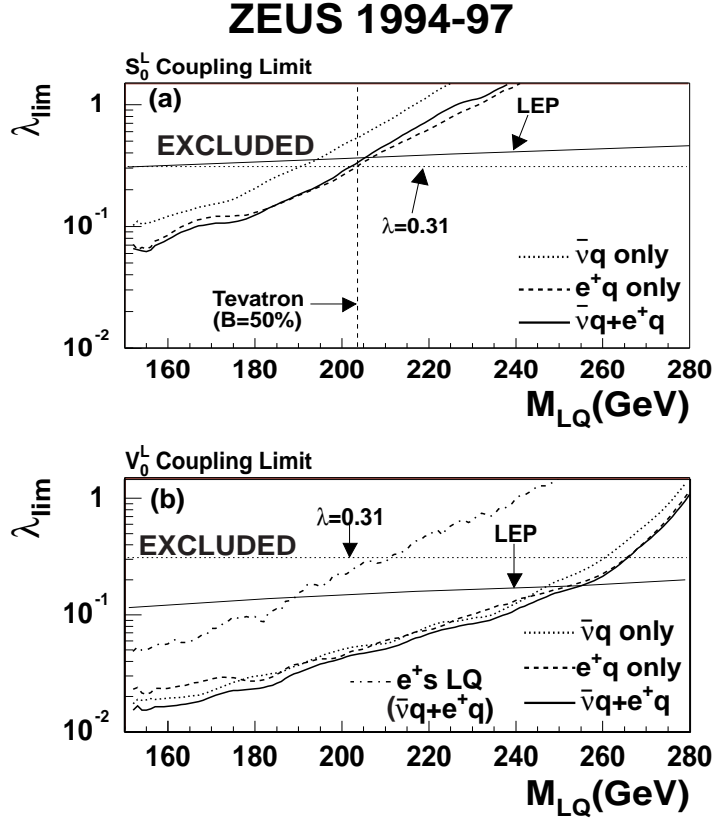 ZEUS 1994-97
S₀ᴸ Coupling Limit
λlim
(a)
1
LEP
EXCLUDED
10⁻¹
λ=0.31
ν̄q only
Tevatron
(B=50%)
e⁺q only
ν̄q+e⁺q
10⁻²
160 180 200 220 240 260 280
M_LQ(GeV)
V₀ᴸ Coupling Limit
λlim
(b)
1
λ=0.31
EXCLUDED
LEP
10⁻¹
ν̄q only
e⁺s LQ
(ν̄q+e⁺q)
e⁺q only
ν̄q+e⁺q
10⁻²
160 180 200 220 240 260 280
M_LQ(GeV)